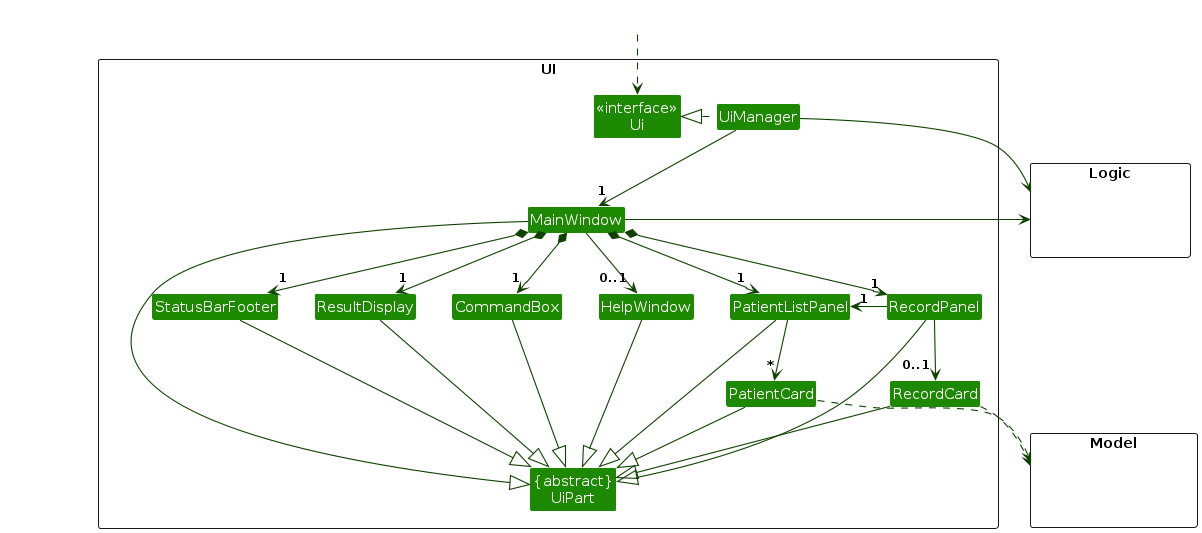 UI
«interface»
Ui
UiManager
Logic
1
MainWindow
1
1
1
0..1
1
1
1
StatusBarFooter
ResultDisplay
CommandBox
HelpWindow
PatientListPanel
RecordPanel
*
0..1
PatientCard
RecordCard
Model
{abstract}
UiPart